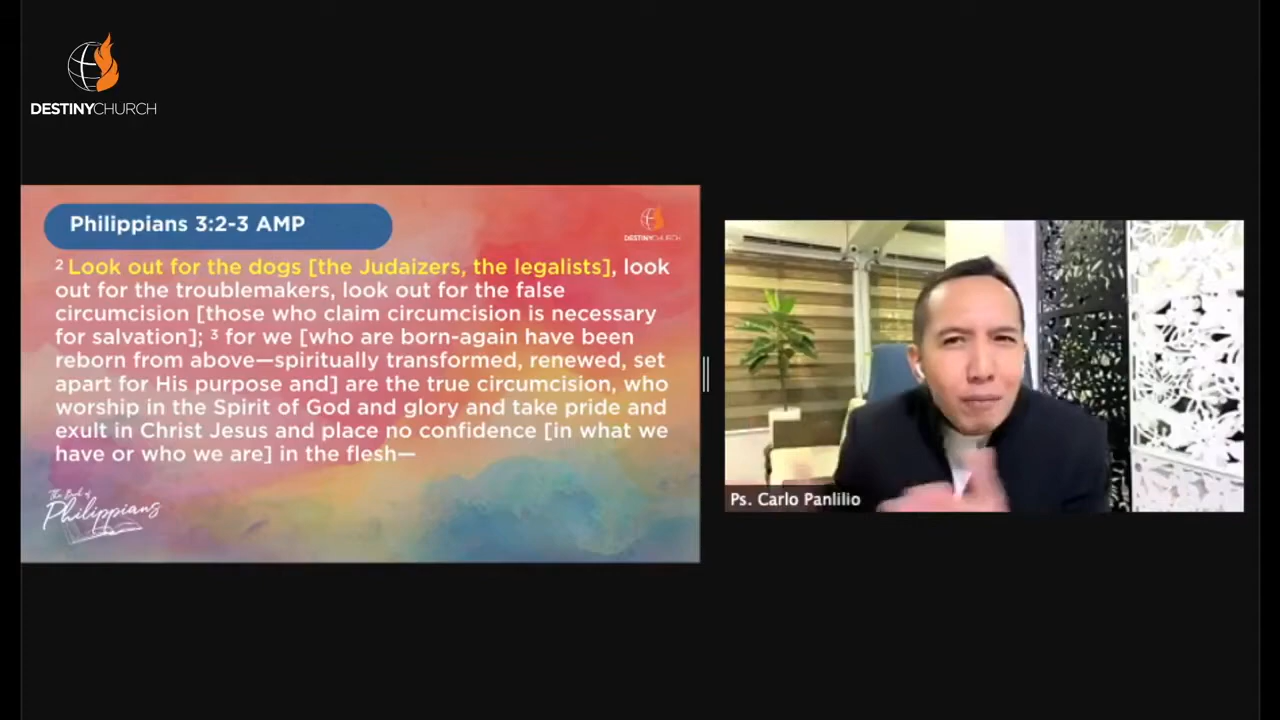 DESTINYCHURCH
Philippians 3:2-3 AMP
DESTINYCHURCH
² Look out for the dogs [the Judaizers, the legalists], look
out for the troublemakers, look out for the false
circumcision [those who claim circumcision is necessary
for salvation]; ³ for we [who are born-again have been
reborn from above—spiritually transformed, renewed, set
apart for His purpose and] are the true circumcision, who
worship in the Spirit of God and glory and take pride and
exult in Christ Jesus and place no confidence [in what we
have or who we are] in the flesh—
The Book of
Philippians
Ps. Carlo Panlilio